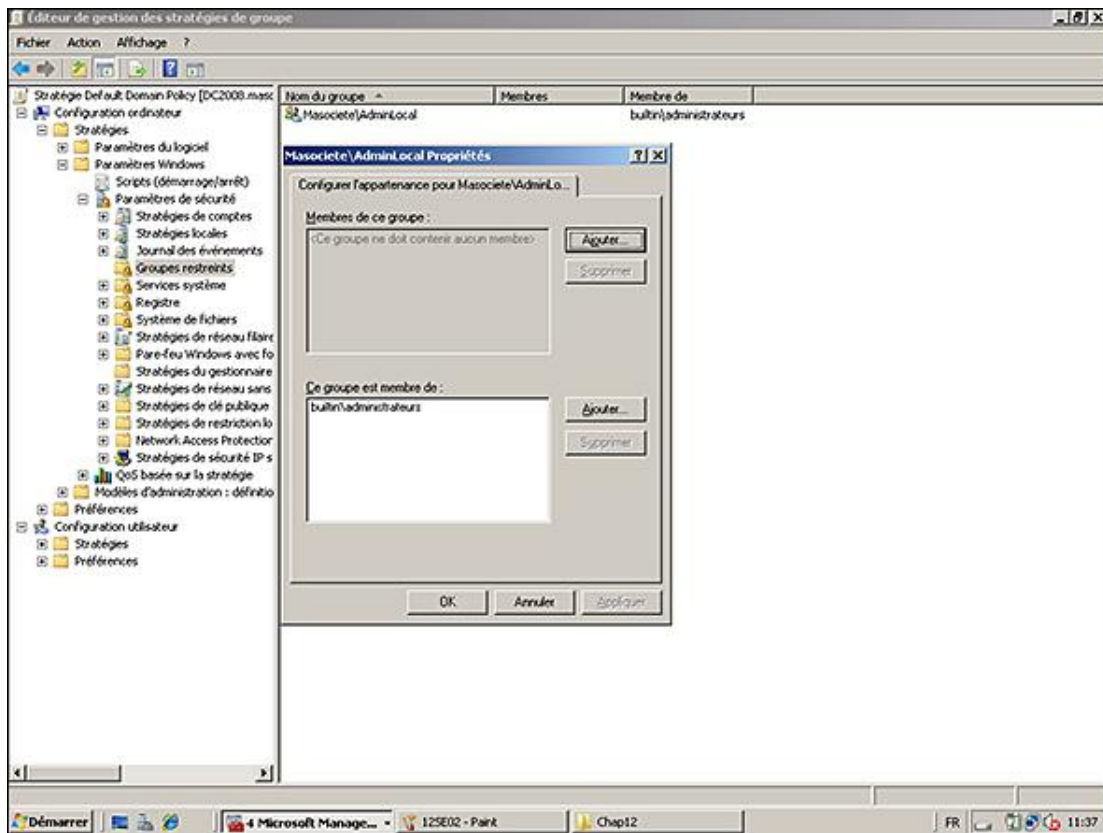 Éditeur de gestion des stratégies de groupe
Fichier Action Affichage ?
Stratégie Default Domain Policy [DC2008.masc
Configuration ordinateur
Stratégies
Paramètres du logiciel
Paramètres Windows
Scripts (démarrage/arrêt)
Paramètres de sécurité
Stratégies de comptes
Stratégies locales
Journal des événements
Groupes restreints
Services système
Registre
Système de fichiers
Stratégies de réseau filaire
Pare-feu Windows avec fo
Stratégies du gestionnaire
Stratégies de réseau sans
Stratégies de clé publique
Stratégies de restriction lo
Network Access Protection
Stratégies de sécurité IP s
QoS basée sur la stratégie
Modèles d'administration : définitio
Préférences
Configuration utilisateur
Stratégies
Préférences
Nom du groupe Membres Membre de
Masociete\AdminLocal builtin\administrateurs
Masociete\AdminLocal Propriétés
Configurer l'appartenance pour Masociete\AdminLo...
Membres de ce groupe :
<Ce groupe ne doit contenir aucun membre>
Ajouter...
Supprimer
Ce groupe est membre de :
builtin\administrateurs
Ajouter...
Supprimer
OK Annuler Appliquer
Démarrer 4 Microsoft Manage... 125E02 - Paint Chap12 FR 11:37